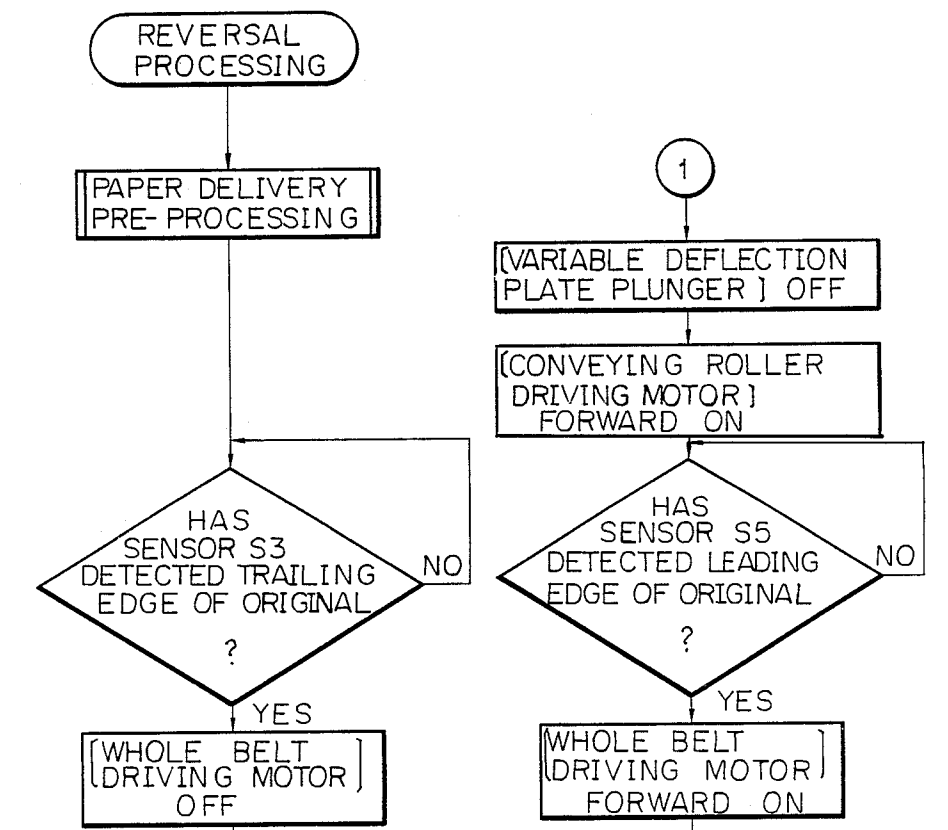 REVERSAL
PROCESSING
PAPER DELIVERY
PRE-PROCESSING
HAS
SENSOR S3
DETECTED TRAILING
EDGE OF ORIGINAL
?
NO
YES
[WHOLE BELT
DRIVING MOTOR]
OFF
1
[VARIABLE DEFLECTION
PLATE PLUNGER] OFF
[CONVEYING ROLLER
DRIVING MOTOR]
FORWARD ON
HAS
SENSOR S5
DETECTED LEADING
EDGE OF ORIGINAL
?
NO
YES
[WHOLE BELT
DRIVING MOTOR]
FORWARD ON